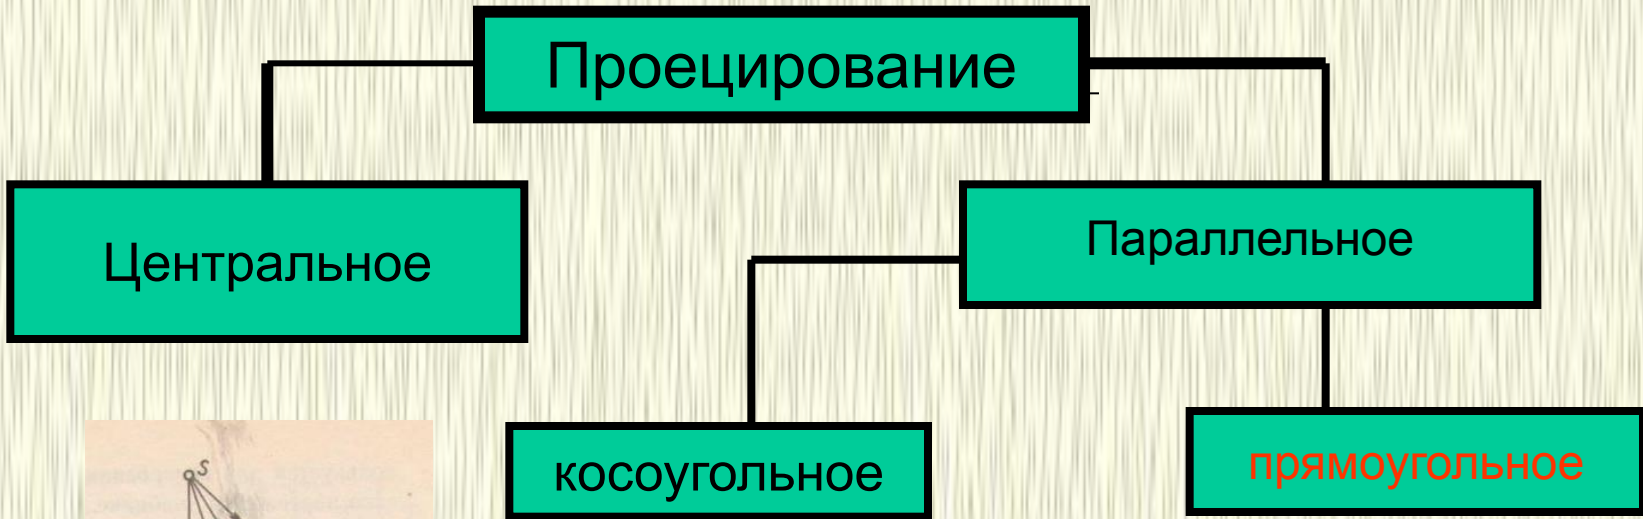 Проецирование
Центральное
Параллельное
косоугольное
прямоугольное
S